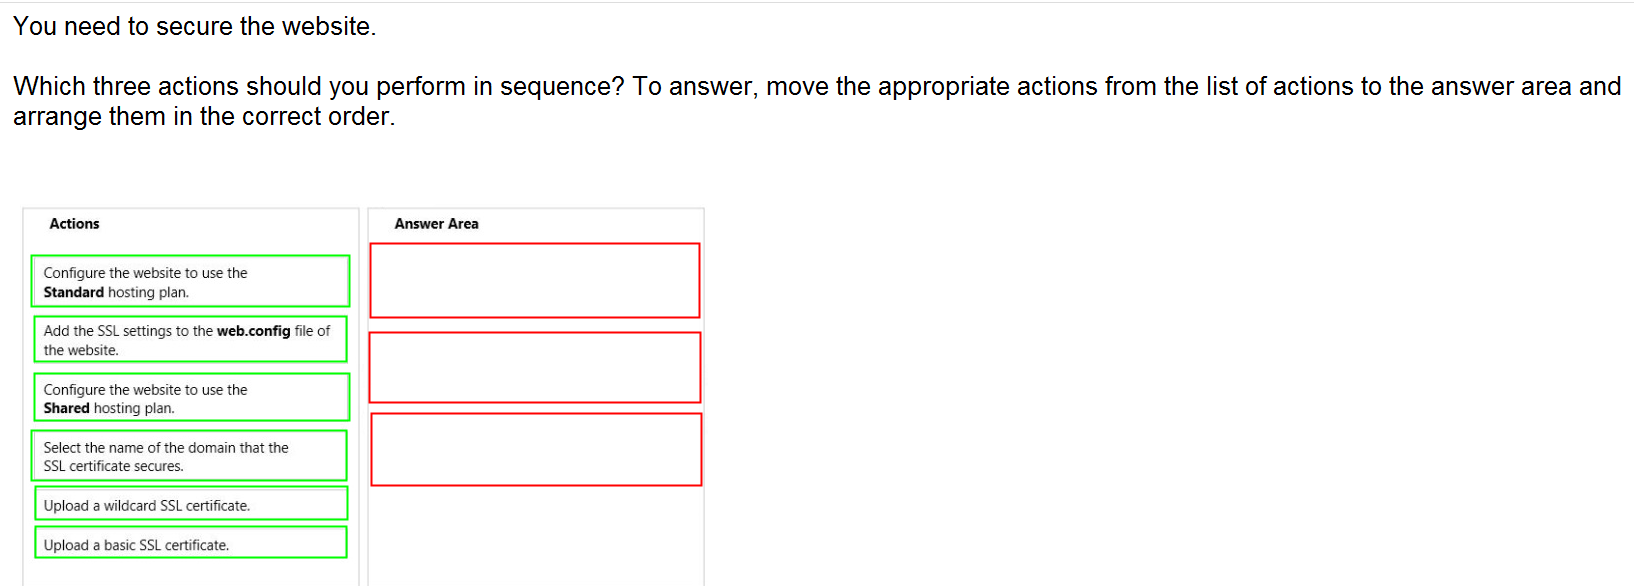 You need to secure the website.
Which three actions should you perform in sequence? To answer, move the appropriate actions from the list of actions to the answer area and
arrange them in the correct order.
Actions
Configure the website to use the
Standard hosting plan.
Add the SSL settings to the web.config file of
the website.
Configure the website to use the
Shared hosting plan.
Select the name of the domain that the
SSL certificate secures.
Upload a wildcard SSL certificate.
Upload a basic SSL certificate.
Answer Area